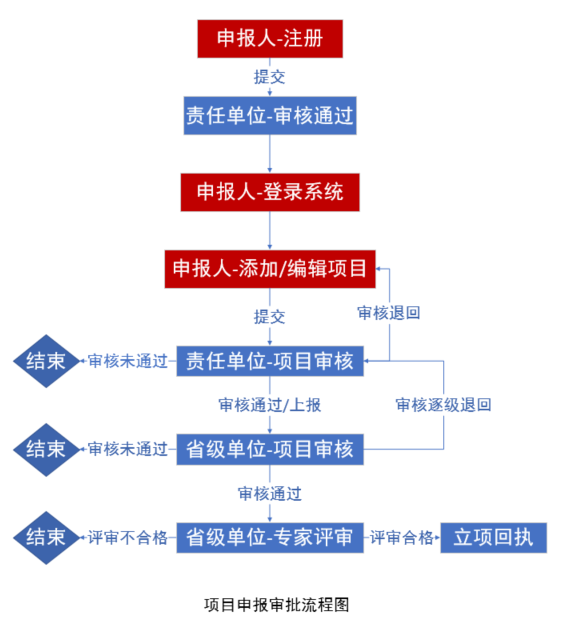 申报人-注册
提交
责任单位-审核通过
申报人-登录系统
申报人-添加/编辑项目
审核退回
提交
结束
审核未通过
责任单位-项目审核
审核通过/上报
审核逐级退回
结束
审核未通过
省级单位-项目审核
审核通过
结束
评审不合格
省级单位-专家评审
评审合格
立项回执
项目申报审批流程图